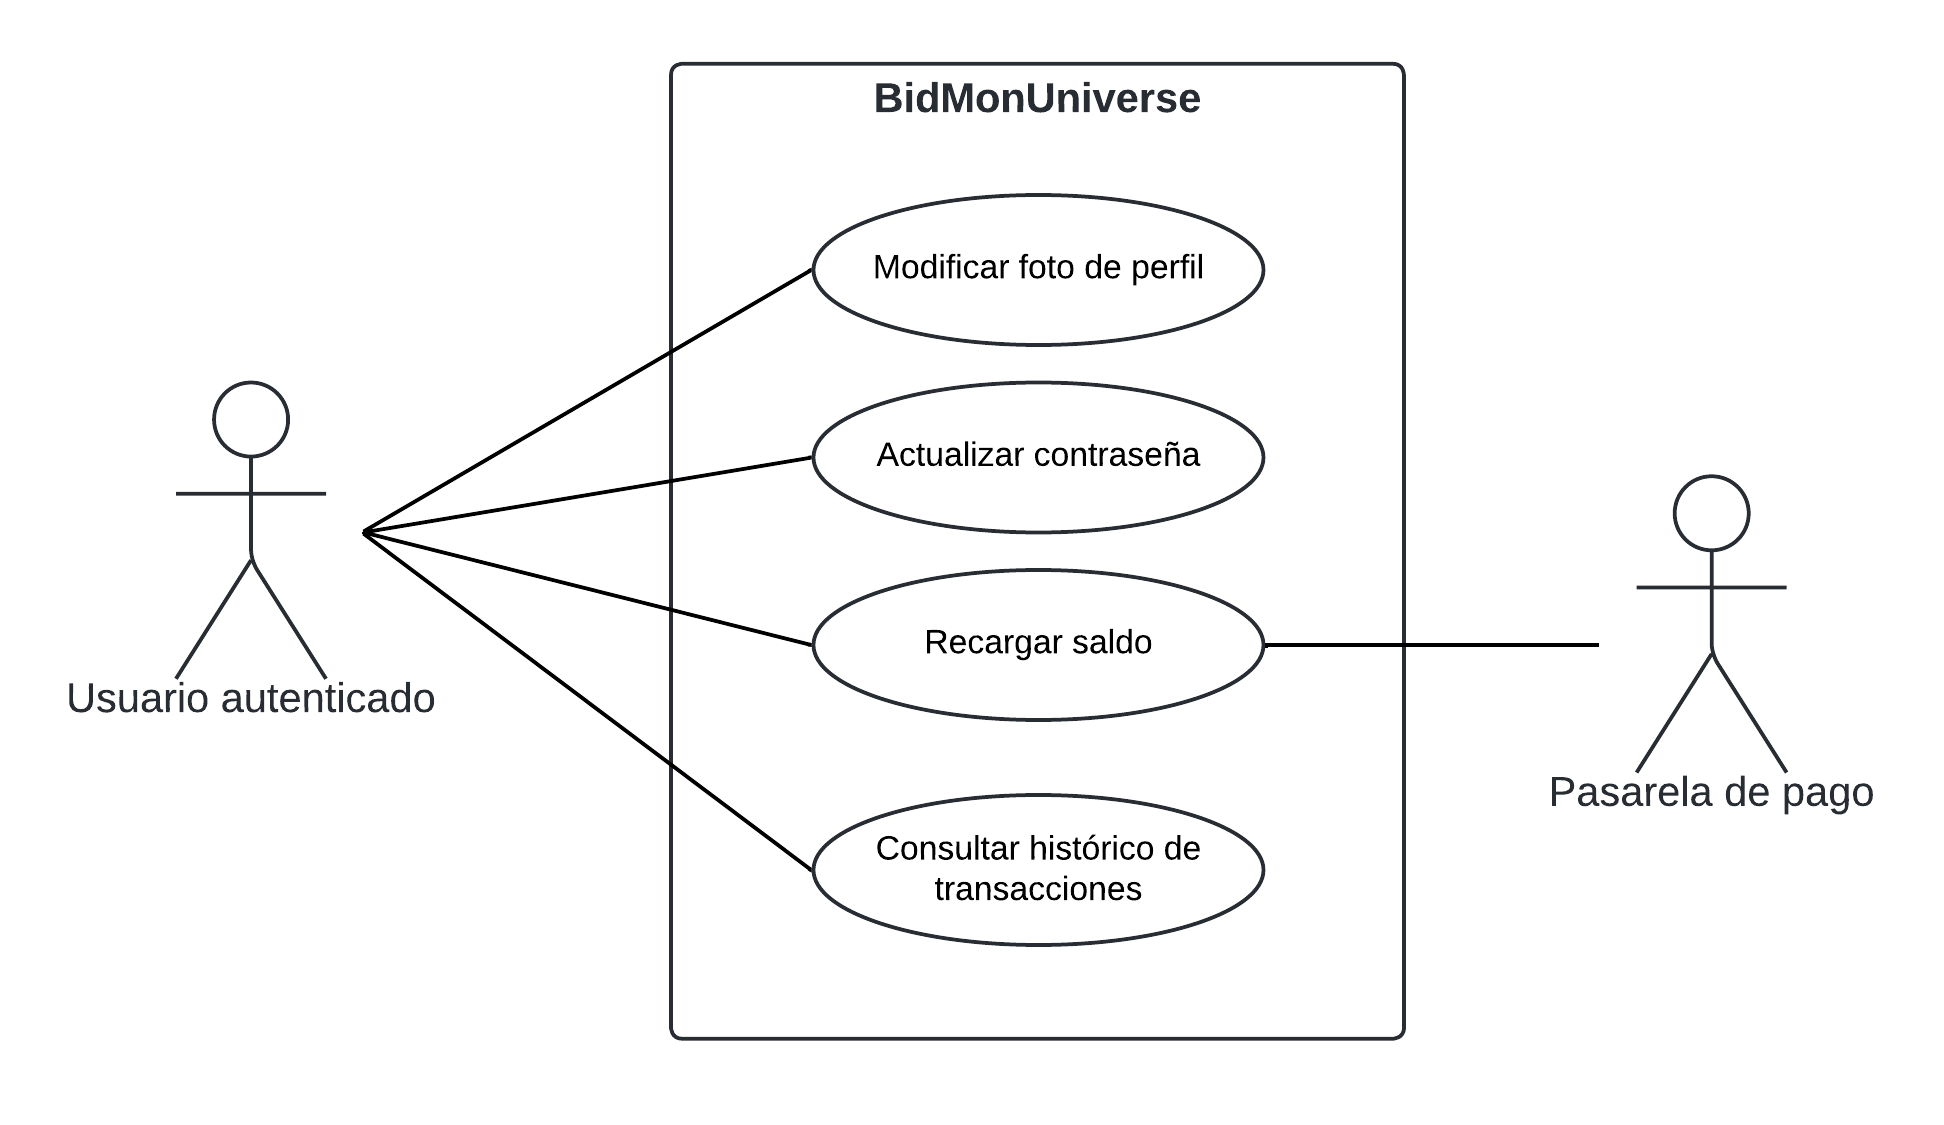 BidMonUniverse
Modificar foto de perfil
Actualizar contraseña
Recargar saldo
Usuario autenticado
Pasarela de pago
Consultar histórico de
transacciones